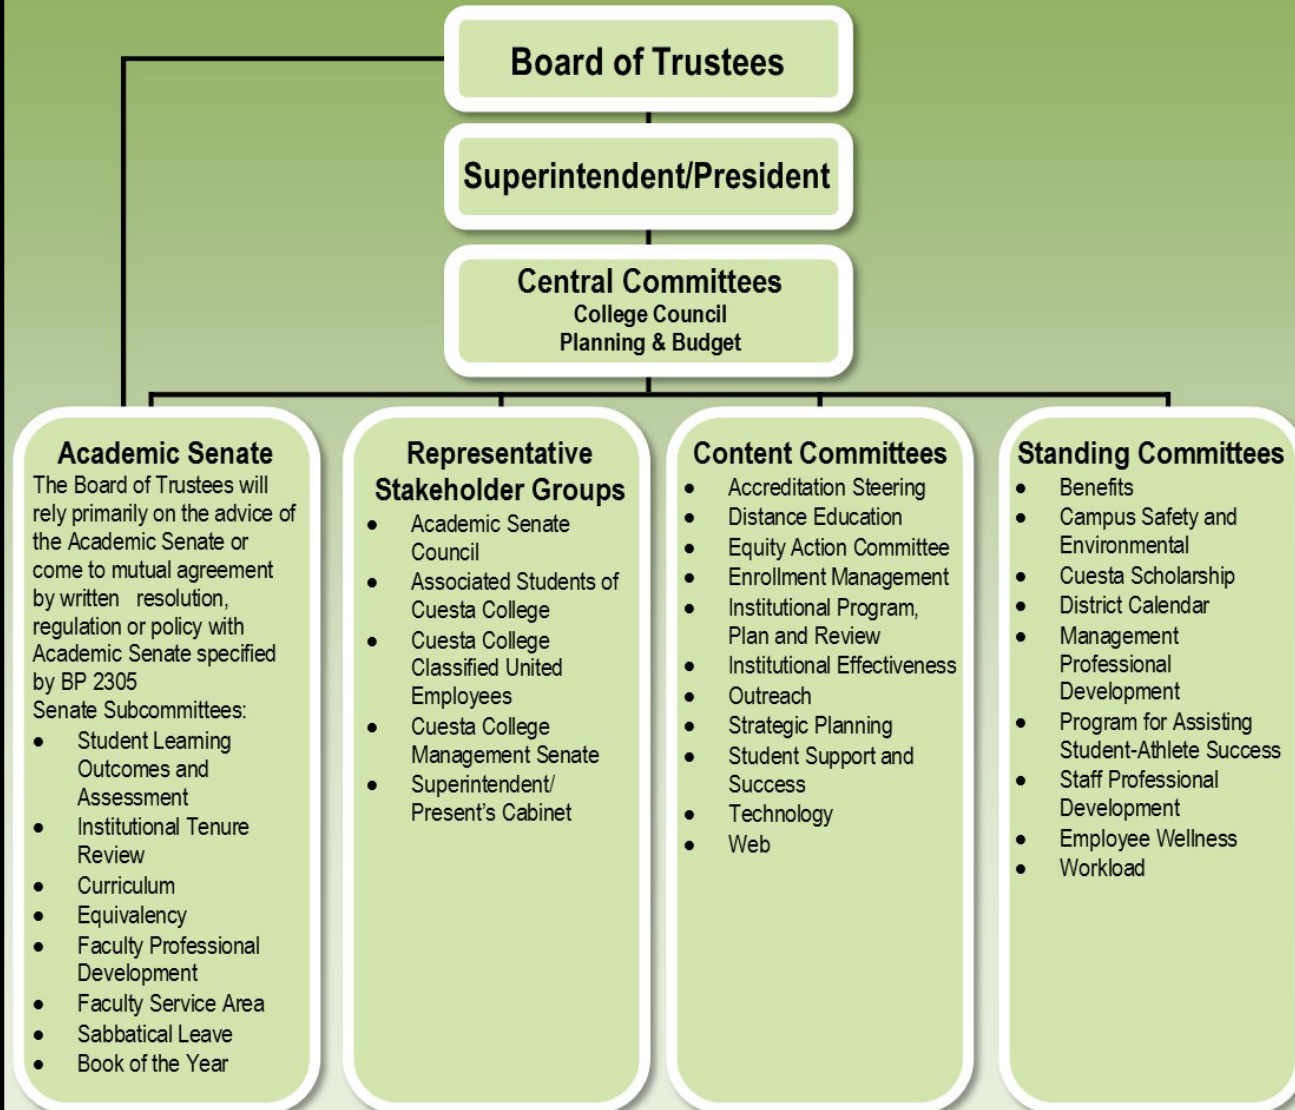 Board of Trustees
Superintendent/President
Central Committees
College Council
Planning & Budget
Academic Senate
The Board of Trustees will
rely primarily on the advice of
the Academic Senate or
come to mutual agreement
by written resolution,
regulation or policy with
Academic Senate specified
by BP 2305
Senate Subcommittees:
• Student Learning
Outcomes and
Assessment
• Institutional Tenure
Review
• Curriculum
• Equivalency
• Faculty Professional
Development
• Faculty Service Area
• Sabbatical Leave
• Book of the Year
Representative
Stakeholder Groups
• Academic Senate
Council
• Associated Students of
Cuesta College
• Cuesta College
Classified United
Employees
• Cuesta College
Management Senate
• Superintendent/
Present's Cabinet
Content Committees
• Accreditation Steering
• Distance Education
• Equity Action Committee
• Enrollment Management
• Institutional Program,
Plan and Review
• Institutional Effectiveness
• Outreach
• Strategic Planning
• Student Support and
Success
• Technology
• Web
Standing Committees
• Benefits
• Campus Safety and
Environmental
• Cuesta Scholarship
• District Calendar
• Management
Professional
Development
• Program for Assisting
Student-Athlete Success
• Staff Professional
Development
• Employee Wellness
• Workload